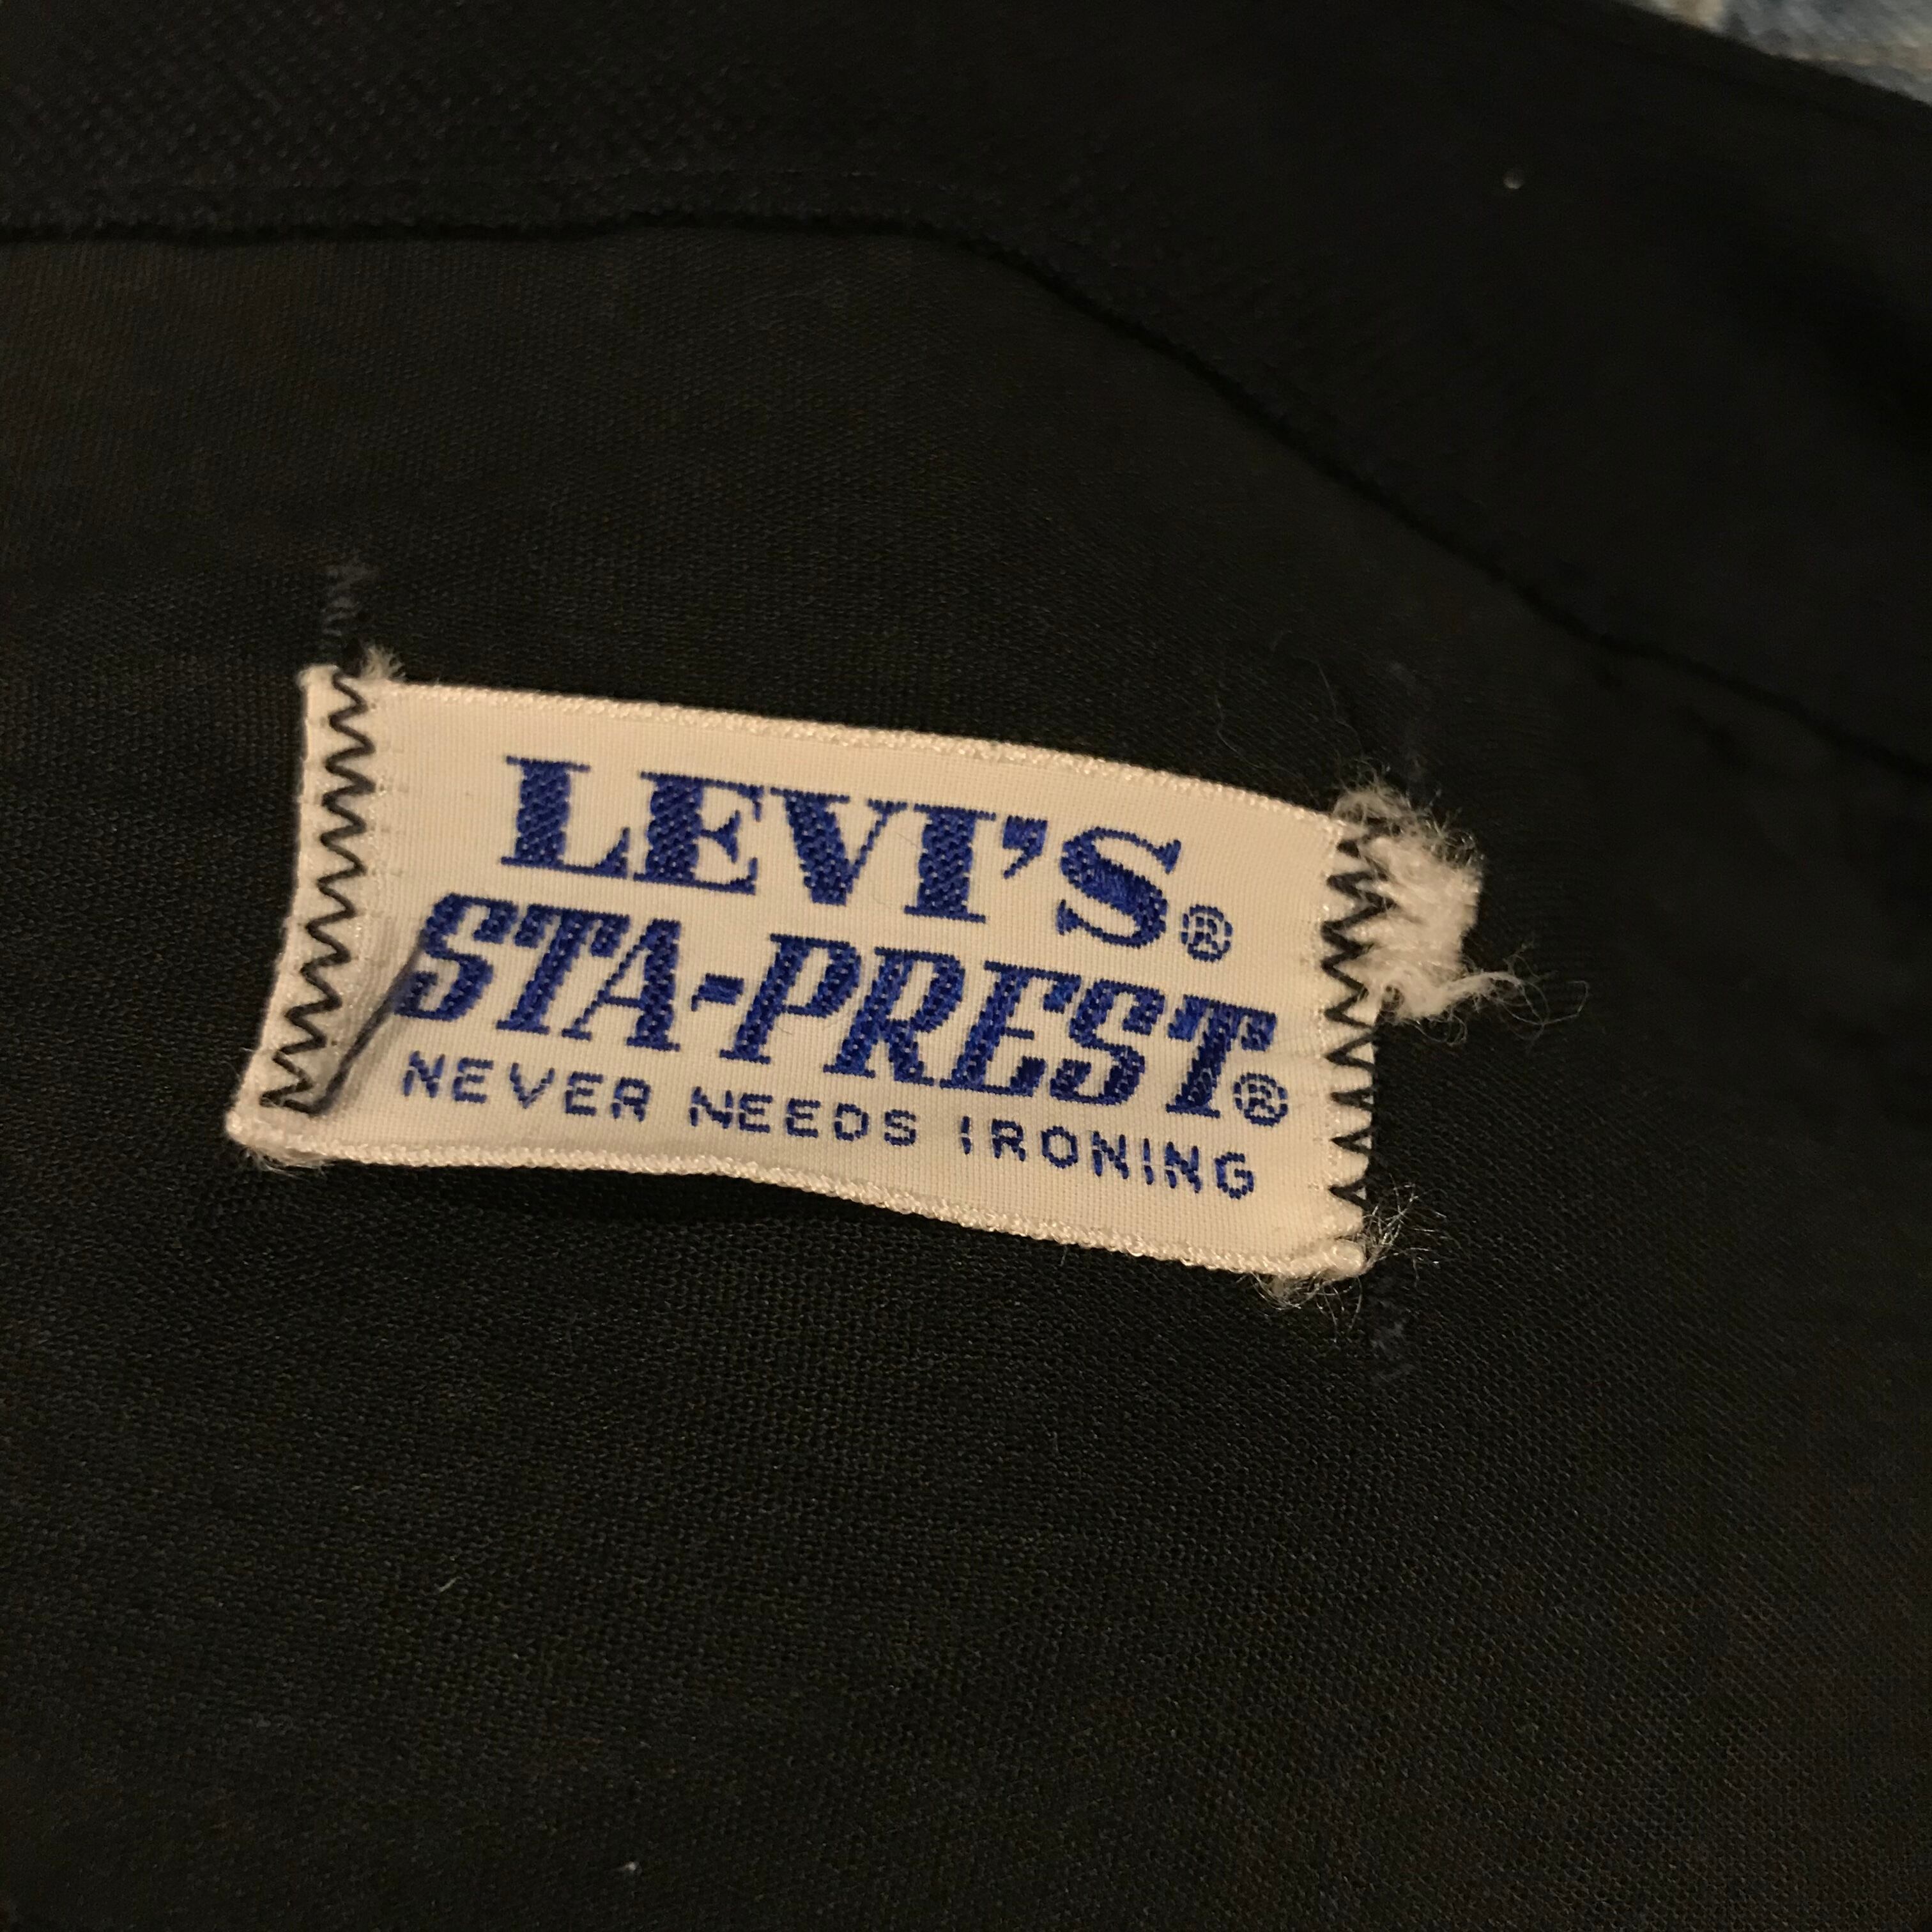 LEVI'S®
STA-PREST®
NEVER NEEDS IRONING